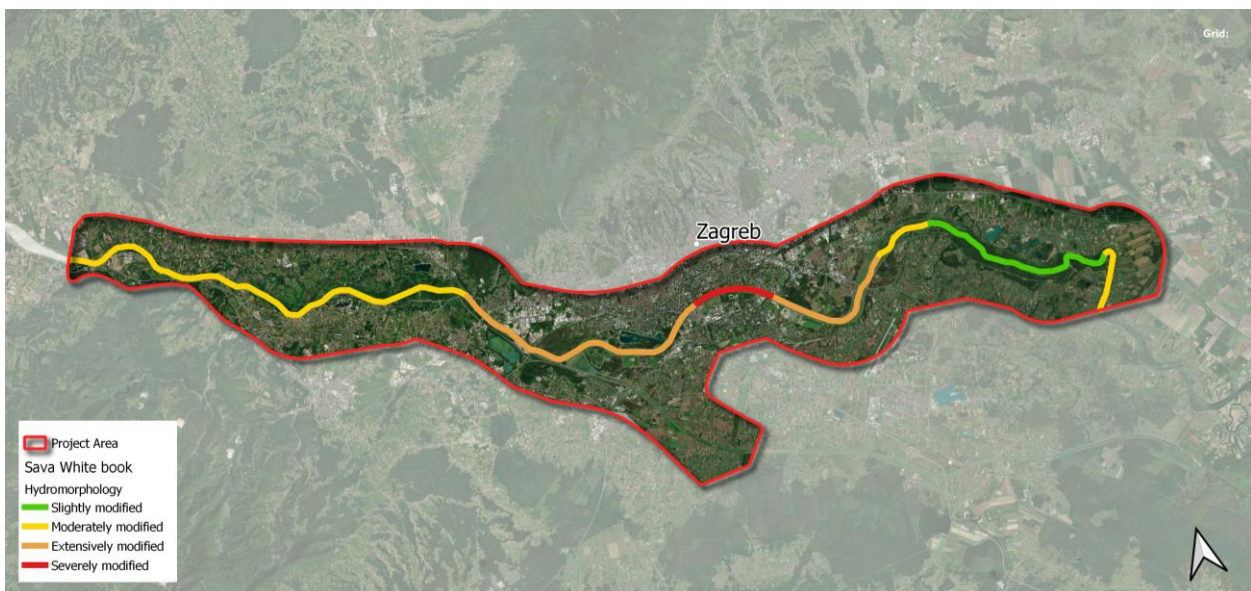 Grid:
Zagreb
Project Area
Sava White book
Hydromorphology
Slightly modified
Moderately modified
Extensively modified
Severely modified